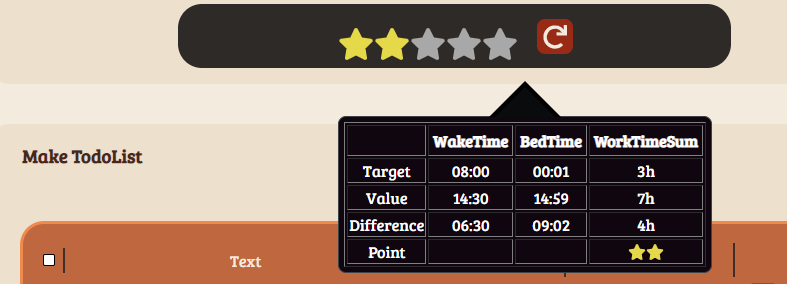 WakeTime BedTime WorkTimeSum
Make TodoList
Target 08:00 00:01 3h
Value 14:30 14:59 7h
Difference 06:30 09:02 4h
Point
Text